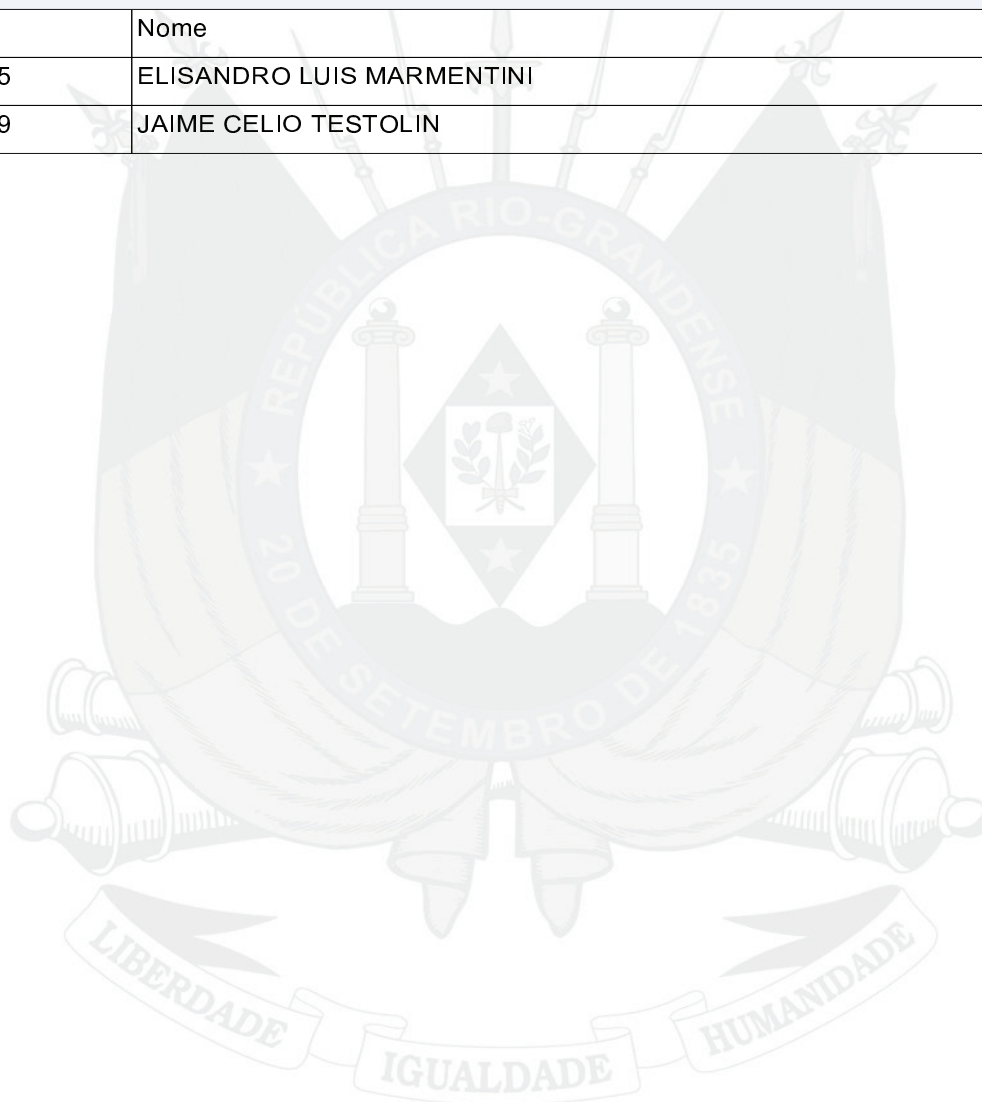 Nome
5 ELISANDRO LUIS MARMENTINI
9 JAIME CELIO TESTOLIN
REPÚBLICA RIO-GRANDENSE
20 DE SETEMBRO DE 1835
LIBERDADE IGUALDADE HUMANIDADE